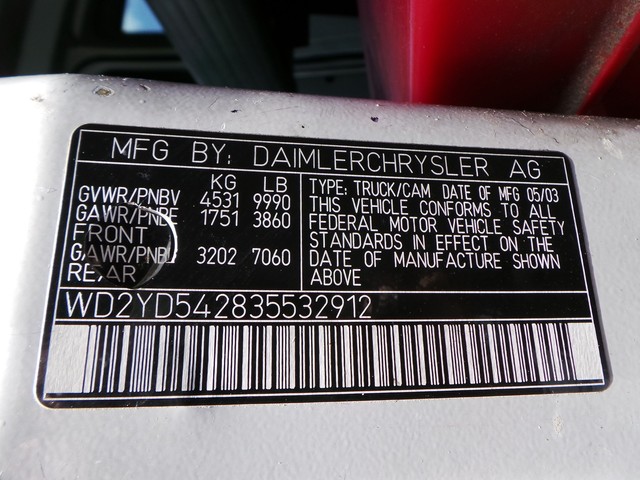 MFG BY: DAIMLERCHRYSLER AG
KG LB
GVWR/PNBV 4531 9990
GAWR/PNBE 1751 3860
FRONT
GAWR/PNBE 3202 7060
REAR
TYPE: TRUCK/CAM DATE OF MFG 05/03
THIS VEHICLE CONFORMS TO ALL
FEDERAL MOTOR VEHICLE SAFETY
STANDARDS IN EFFECT ON THE
DATE OF MANUFACTURE SHOWN
ABOVE
WD2YD542835532912